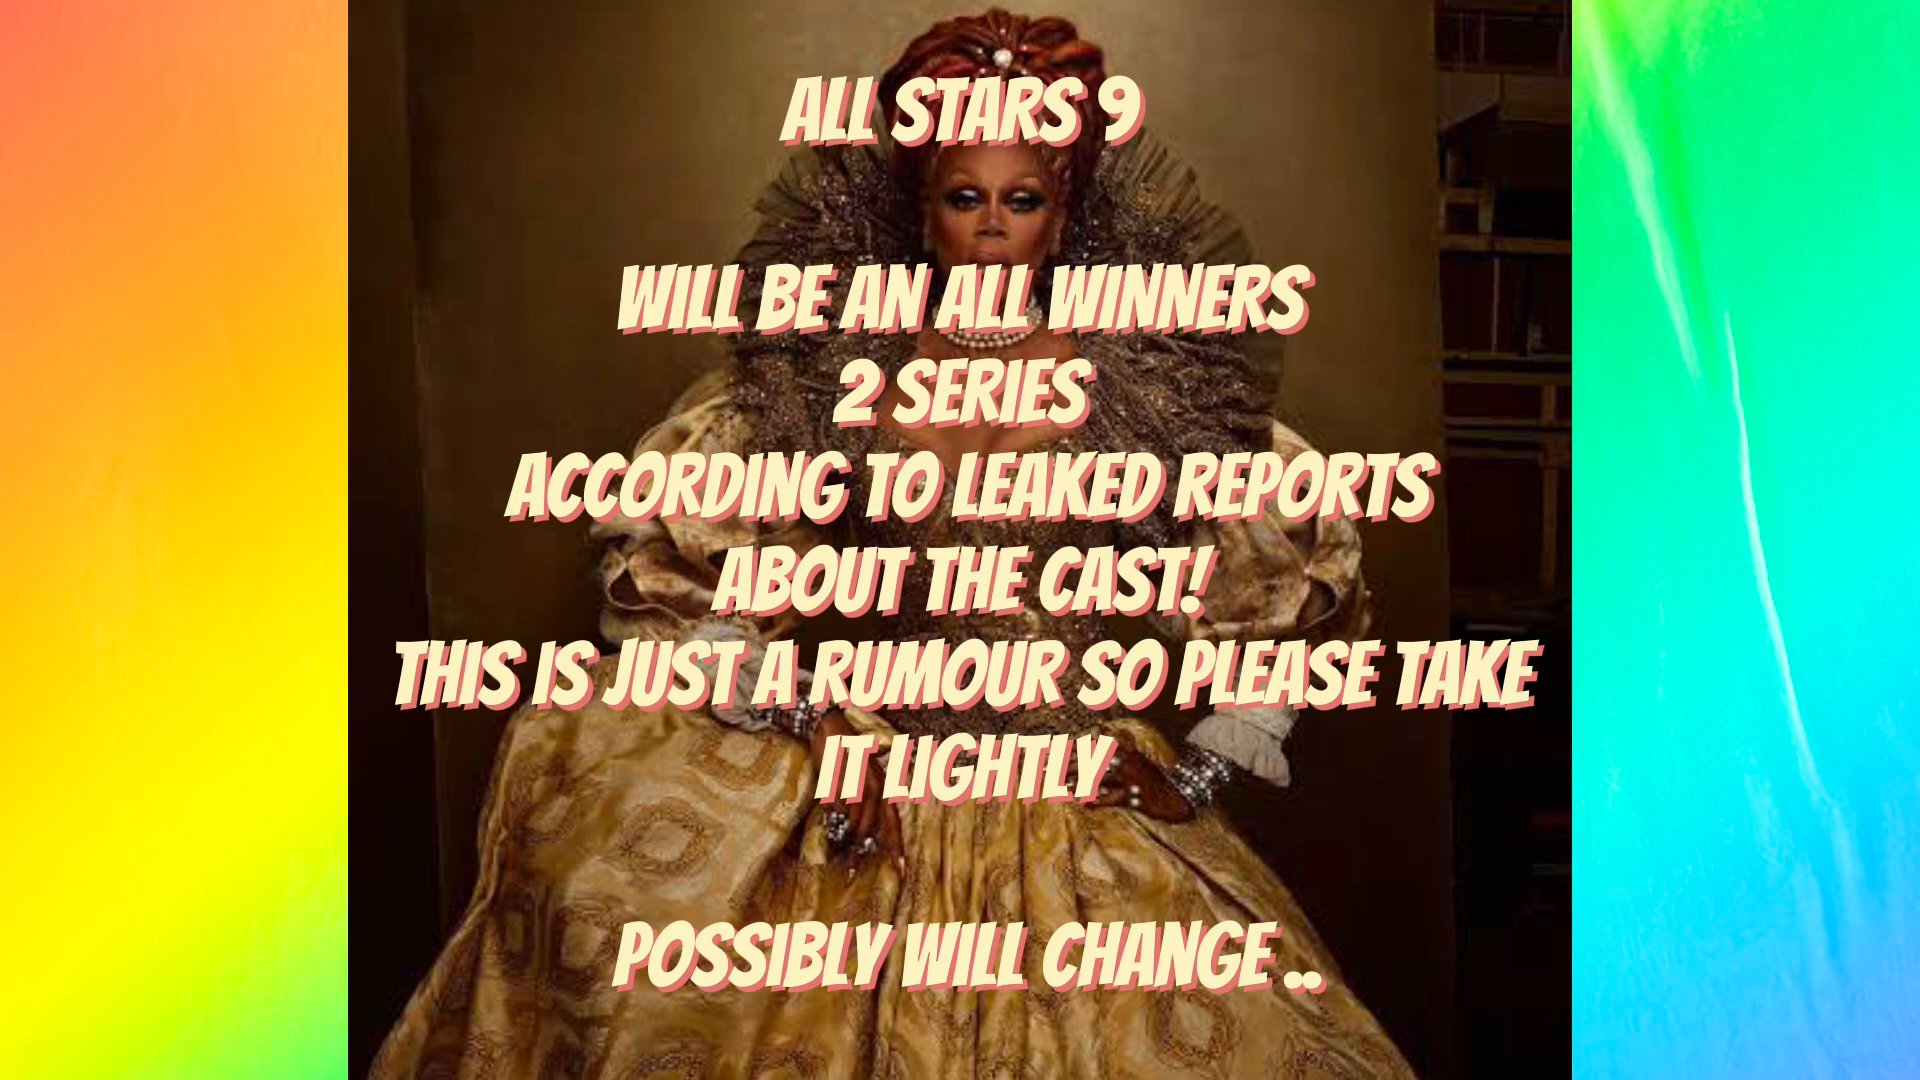 ALL STARS 9
WILL BE AN ALL WINNERS
2 SERIES
ACCORDING TO LEAKED REPORTS
ABOUT THE CAST!
THIS IS JUST A RUMOUR SO PLEASE TAKE
IT LIGHTLY
POSSIBLY WILL CHANGE ..